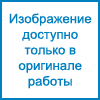 Изображение
доступно
только в
оригинале
работы